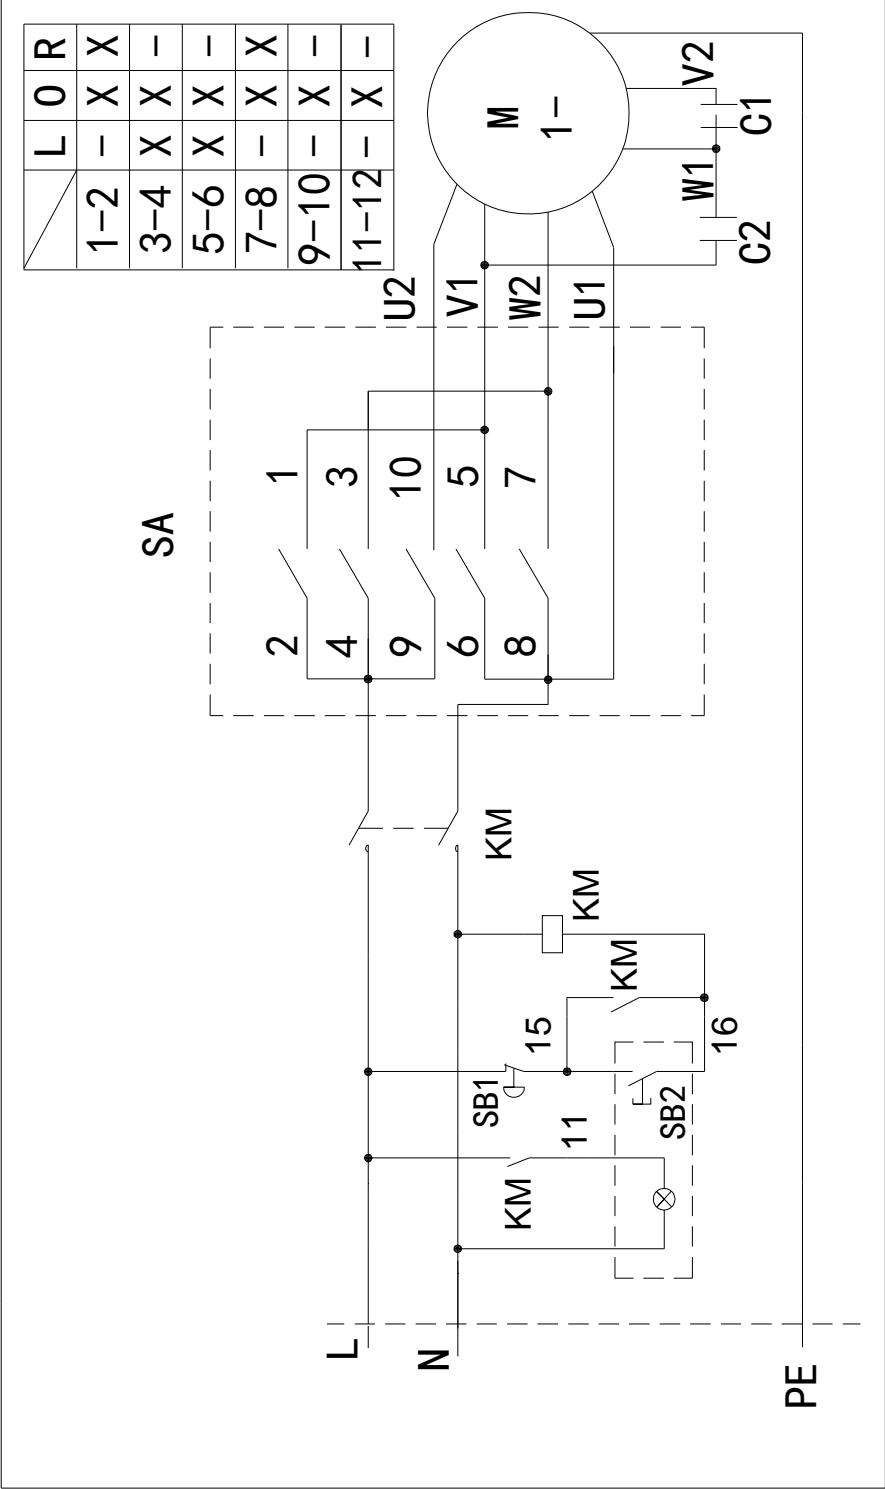 L O R
1–2 – X X
3–4 X X –
5–6 X X –
7–8 – X X
9–10 – X –
11–12 – X –
SA
2 1
4 3
9 10
6 5
8 7
U2
V1
W2
U1
M
1~
V2
W1
C1
C2
L
N
PE
KM
KM
KM
KM
SB1
15
11
SB2
16